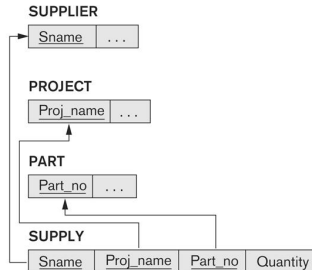 SUPPLIER
Sname ...
PROJECT
Proj_name ...
PART
Part_no ...
SUPPLY
Sname Proj_name Part_no Quantity